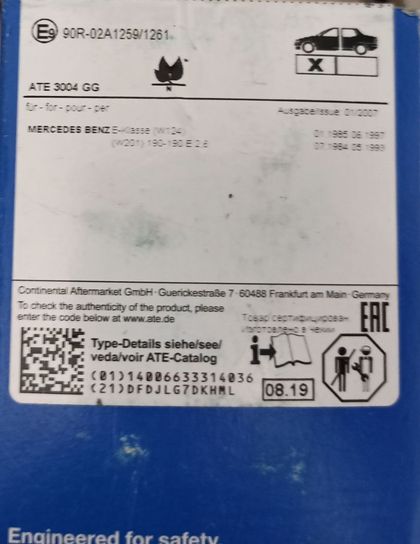 E9 90R-02A1259/1261
X
N
ATE 3004 GG
für - for - pour - per
Ausgabe/Issue: 01/2007
MERCEDES BENZ E-Klasse (W124) 01.1985 06.1997
(W201) 190-190 E 2.6 07.1984 05.1993
Continental Aftermarket GmbH · Guerickestraße 7 · 60488 Frankfurt am Main · Germany
To check the authenticity of the product, please
enter the code below at www.ate.de
Товар сертифицирован
Изготовлено в Чехии
EAC
Type-Details siehe/see/
veda/voir ATE-Catalog
(01)14006633314036
(21)DFDJLG7DKHML
08.19
Engineered for safety